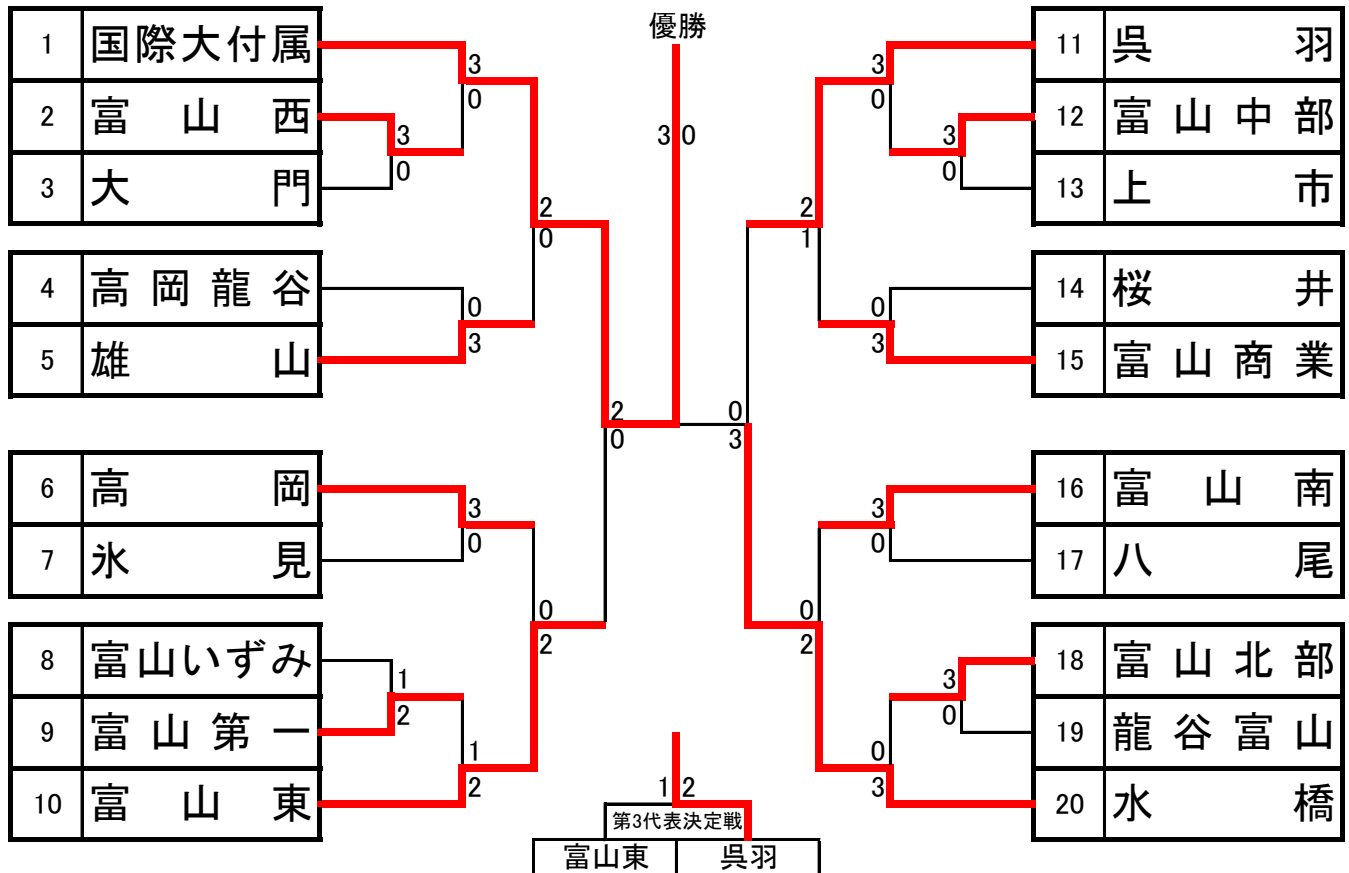 優勝
3 0
1 国際大付属
2 富山西
3 大門
3
0
3
0
4 高岡龍谷
5 雄山
0
3
2
0
6 高岡
7 氷見
3
0
8 富山いずみ
9 富山第一
10 富山東
1
2
1
2
0
2
2
0
11 呉羽
12 富山中部
13 上市
3
0
3
0
14 桜井
15 富山商業
0
3
2
1
16 富山南
17 八尾
3
0
18 富山北部
19 龍谷富山
20 水橋
3
0
0
3
0
2
0
3
1 2
第3代表決定戦
富山東 呉羽